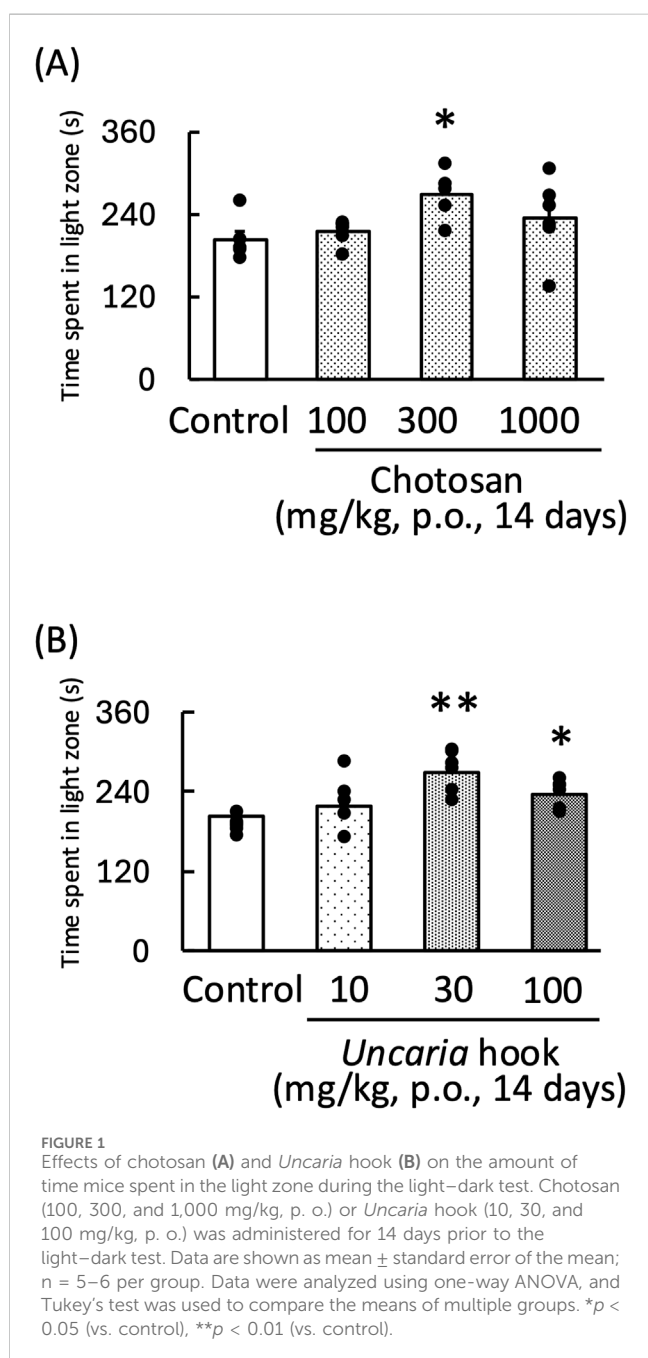 (A)
Time spent in light zone (s)
360
240
120
0
*
Control 100 300 1000
Chotosan
(mg/kg, p.o., 14 days)
(B)
Time spent in light zone (s)
360
240
120
0
** *
Control 10 30 100
Uncaria hook
(mg/kg, p.o., 14 days)
FIGURE 1
Effects of chotosan (A) and Uncaria hook (B) on the amount of
time mice spent in the light zone during the light–dark test. Chotosan
(100, 300, and 1,000 mg/kg, p. o.) or Uncaria hook (10, 30, and
100 mg/kg, p. o.) was administered for 14 days prior to the
light–dark test. Data are shown as mean ± standard error of the mean;
n = 5–6 per group. Data were analyzed using one-way ANOVA, and
Tukey's test was used to compare the means of multiple groups. *p <
0.05 (vs. control), **p < 0.01 (vs. control).